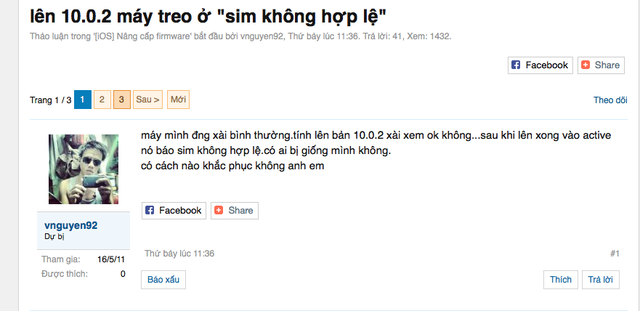 lên 10.0.2 máy treo ở "sim không hợp lệ"
Thảo luận trong '[iOS] Nâng cấp firmware' bắt đầu bởi vnguyen92, Thứ bảy lúc 11:36. Trả lời: 41, Xem: 1432.
Facebook Share
Trang 1 / 3 1 2 3 Sau > Mới Theo dõi
máy mình đng xài bình thường.tính lên bản 10.0.2 xài xem ok không...sau khi lên xong vào active
nó báo sim không hợp lệ.có ai bị giống mình không.
có cách nào khắc phục không anh em
Facebook Share
vnguyen92
Dự bị
Tham gia: 16/5/11
Được thích: 0
Thứ bảy lúc 11:36 #1
Báo xấu Thích Trả lời